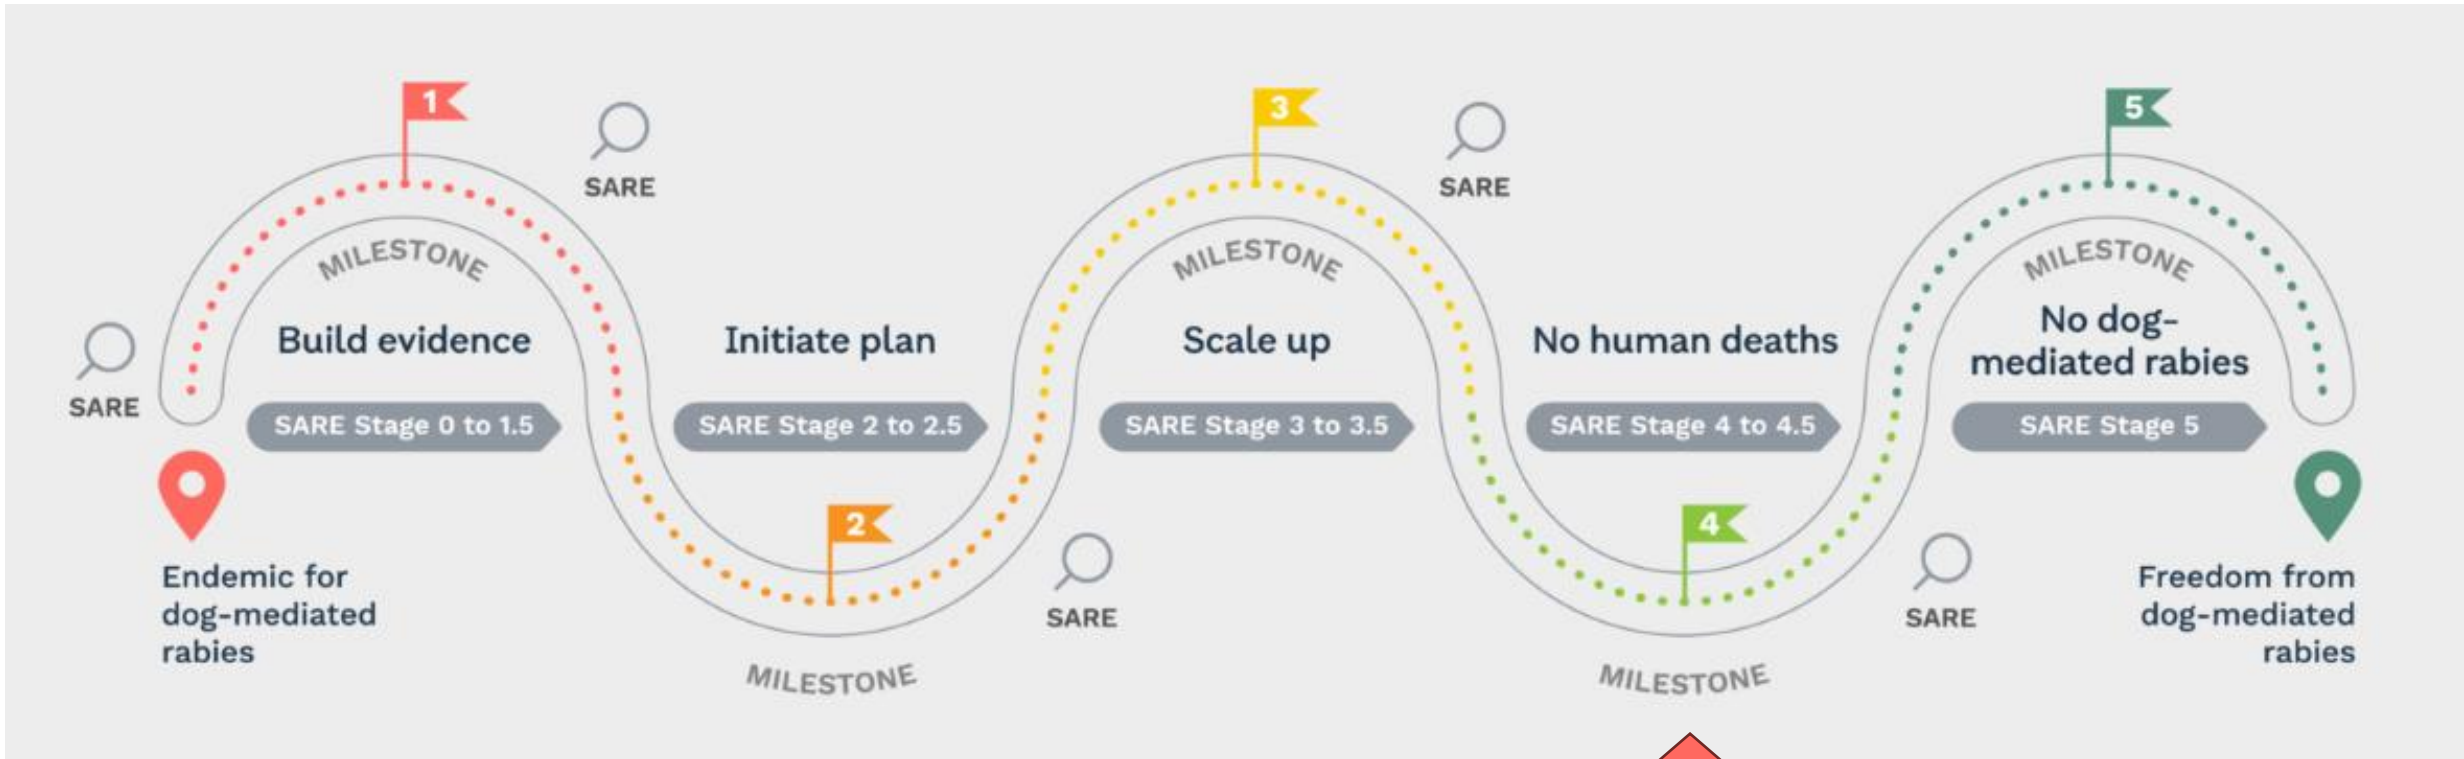 SARE
Endemic for
dog-mediated
rabies
1
MILESTONE
Build evidence
SARE Stage 0 to 1.5
SARE
Initiate plan
SARE Stage 2 to 2.5
2
MILESTONE
SARE
3
MILESTONE
Scale up
SARE Stage 3 to 3.5
SARE
No human deaths
SARE Stage 4 to 4.5
4
MILESTONE
SARE
5
MILESTONE
No dog-
mediated rabies
SARE Stage 5
Freedom from
dog-mediated
rabies